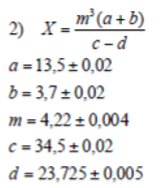 2) X = m³(a + b) / (c − d)
a = 13,5 ± 0,02
b = 3,7 ± 0,02
m = 4,22 ± 0,004
c = 34,5 ± 0,02
d = 23,725 ± 0,005